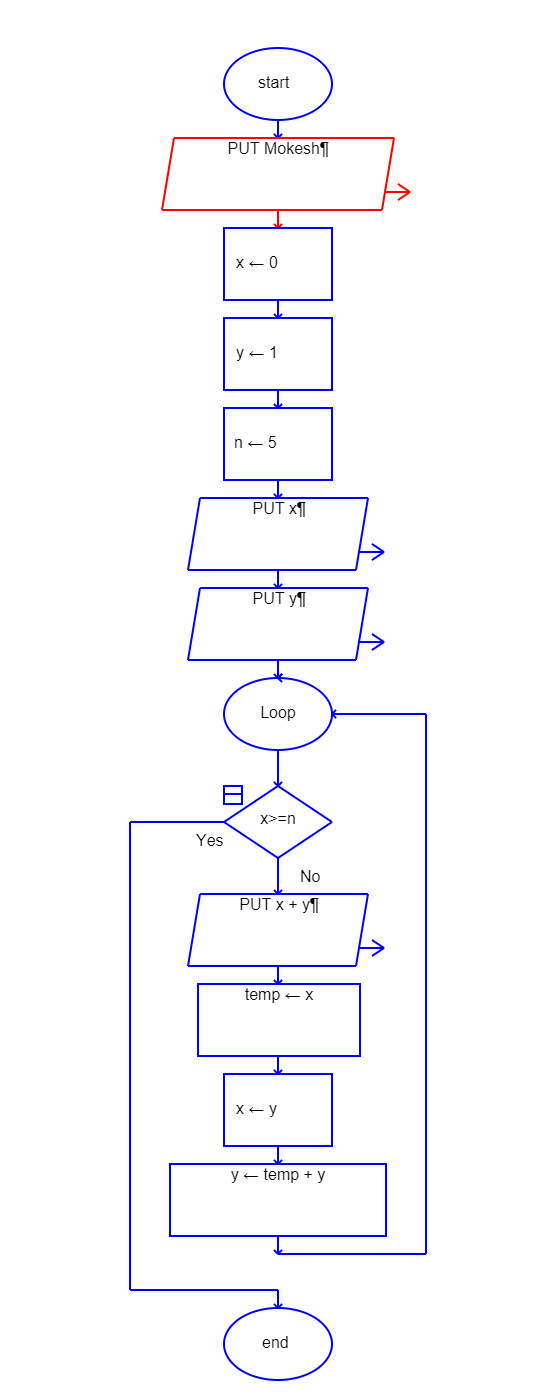 start
PUT Mokesh¶
x ← 0
y ← 1
n ← 5
PUT x¶
PUT y¶
Loop
x>=n
Yes
No
PUT x + y¶
temp ← x
x ← y
y ← temp + y
end